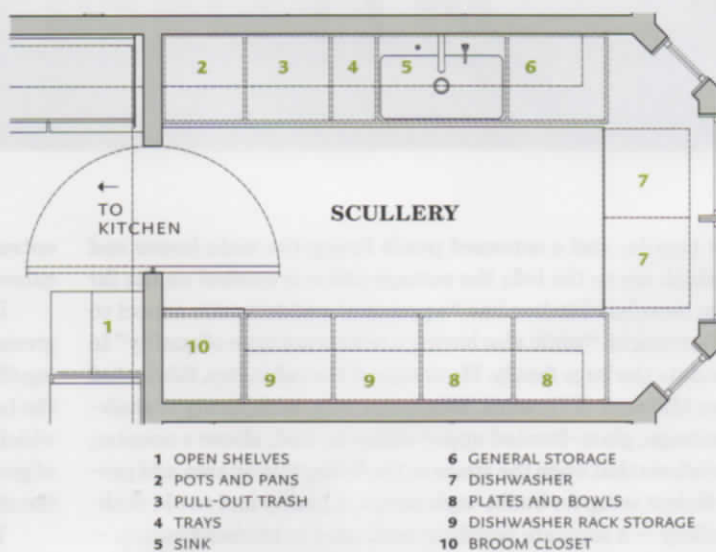 2 3 4 5 6
7
← TO
KITCHEN
SCULLERY
7
1
10 9 9 8 8
1 OPEN SHELVES
2 POTS AND PANS
3 PULL-OUT TRASH
4 TRAYS
5 SINK
6 GENERAL STORAGE
7 DISHWASHER
8 PLATES AND BOWLS
9 DISHWASHER RACK STORAGE
10 BROOM CLOSET